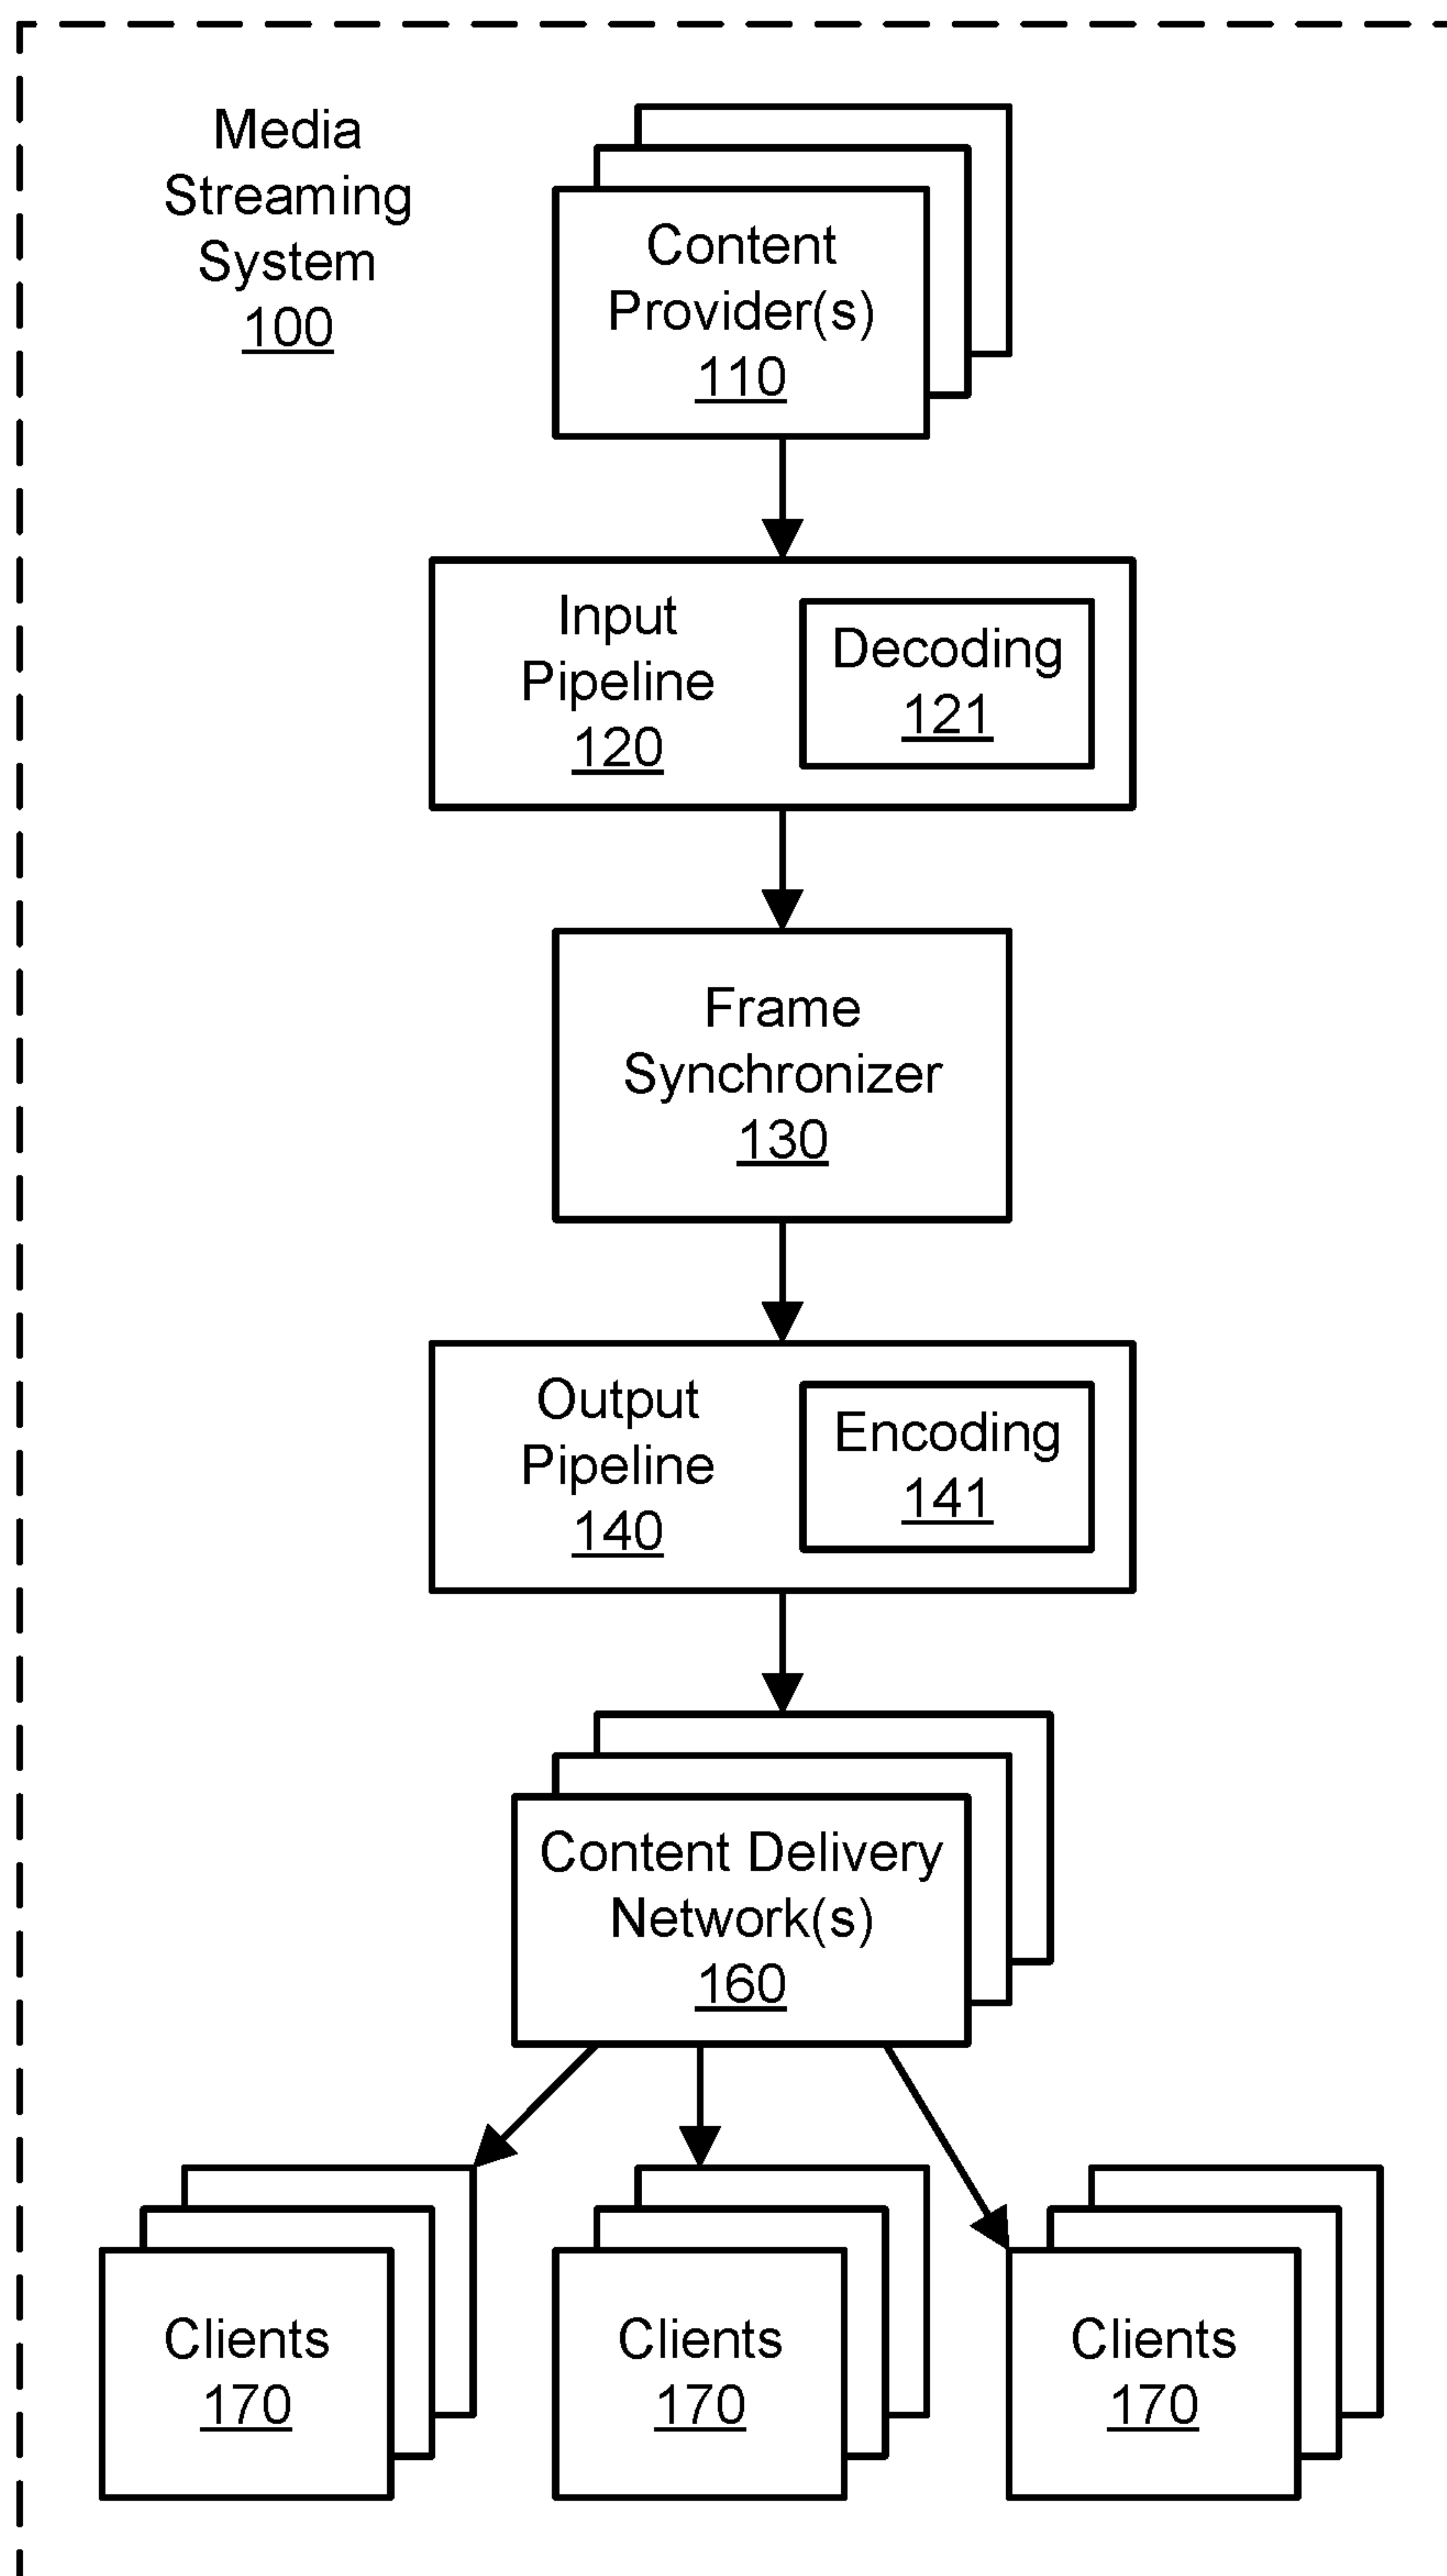 Media
Streaming
System
100
Content
Provider(s)
110
Input
Pipeline
120
Decoding
121
Frame
Synchronizer
130
Output
Pipeline
140
Encoding
141
Content Delivery
Network(s)
160
Clients
170
Clients
170
Clients
170